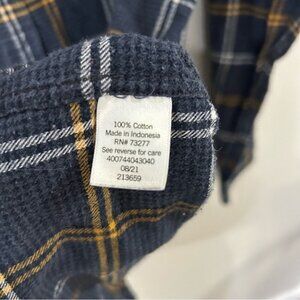 100% Cotton
Made in Indonesia
RN# 73277
See reverse for care
400744043040
08/21
213659